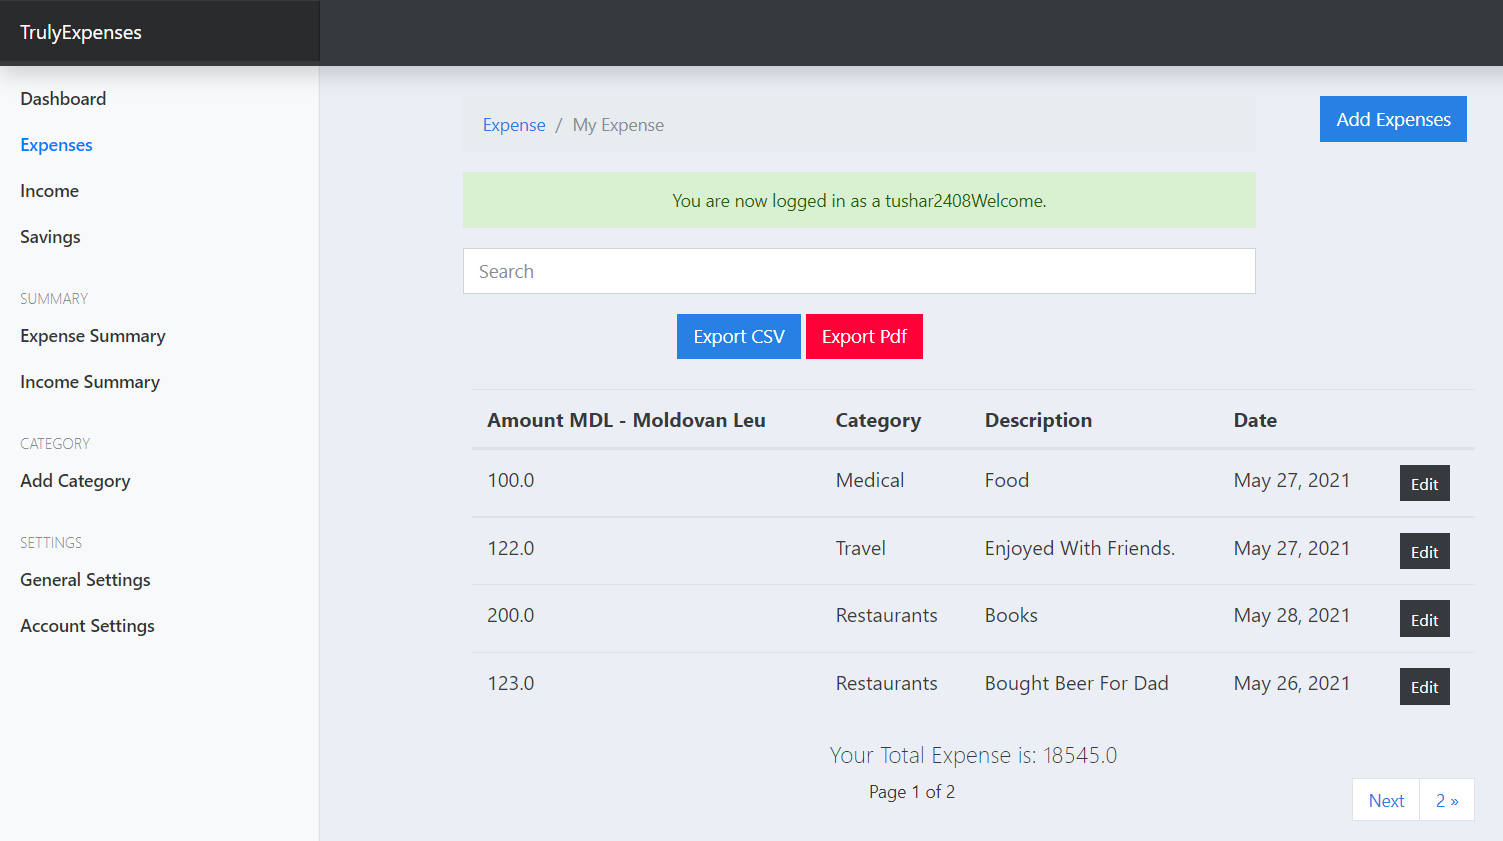 TrulyExpenses
Dashboard
Expenses
Income
Savings
SUMMARY
Expense Summary
Income Summary
CATEGORY
Add Category
SETTINGS
General Settings
Account Settings
Expense / My Expense
Add Expenses
You are now logged in as a tushar2408Welcome.
Search
Export CSV Export Pdf
Amount MDL - Moldovan Leu Category Description Date
100.0 Medical Food May 27, 2021 Edit
122.0 Travel Enjoyed With Friends. May 27, 2021 Edit
200.0 Restaurants Books May 28, 2021 Edit
123.0 Restaurants Bought Beer For Dad May 26, 2021 Edit
Your Total Expense is: 18545.0
Page 1 of 2
Next 2 »